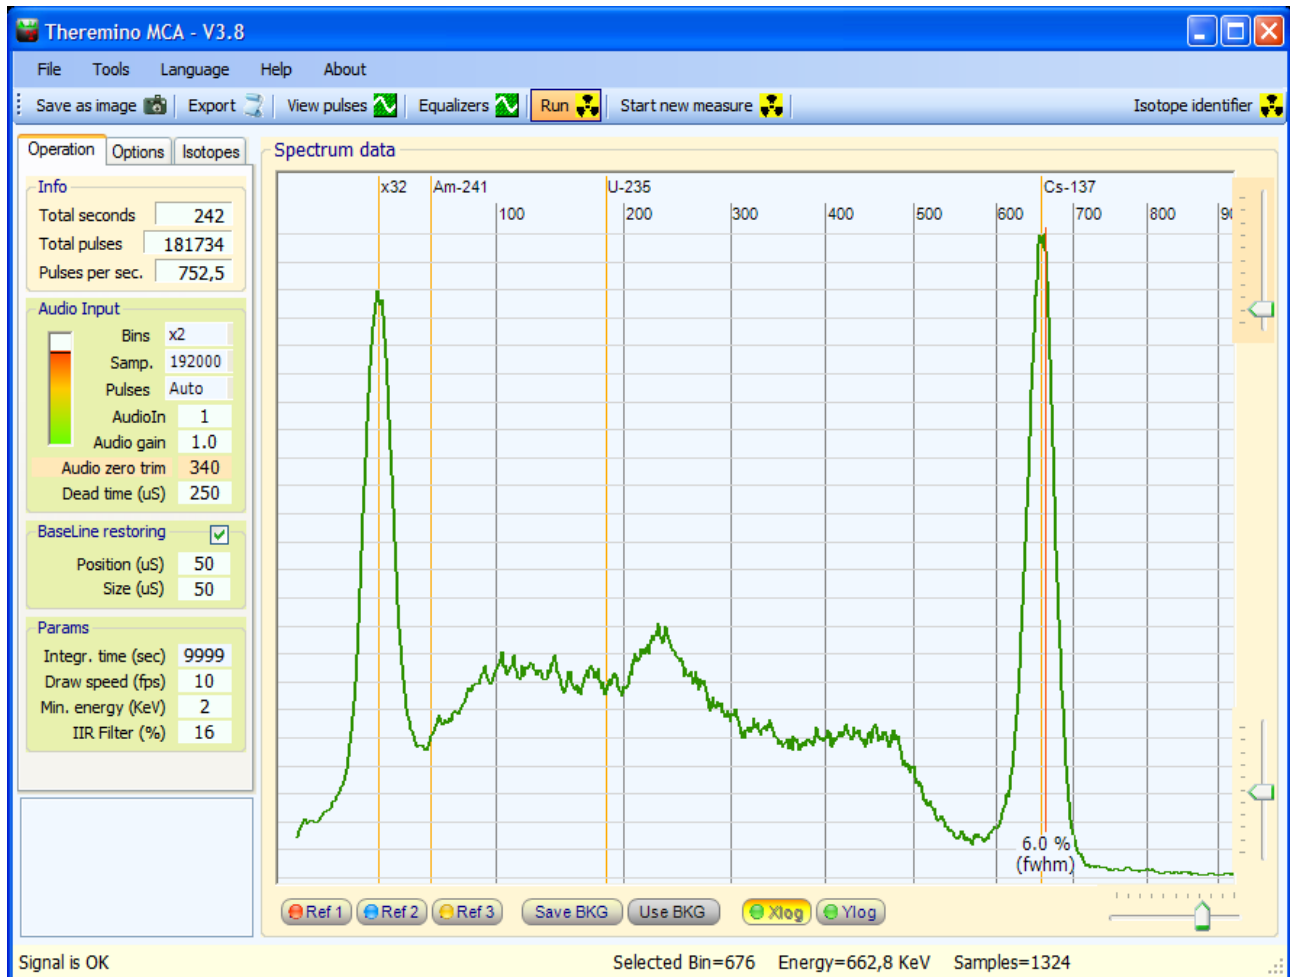 Theremino MCA - V3.8
File Tools Language Help About
Save as image Export View pulses Equalizers Run Start new measure Isotope identifier
Operation Options Isotopes
Info
Total seconds 242
Total pulses 181734
Pulses per sec. 752,5
Audio Input
Bins x2
Samp. 192000
Pulses Auto
AudioIn 1
Audio gain 1.0
Audio zero trim 340
Dead time (uS) 250
BaseLine restoring
Position (uS) 50
Size (uS) 50
Params
Integr. time (sec) 9999
Draw speed (fps) 10
Min. energy (KeV) 2
IIR Filter (%) 16
Spectrum data
x32 Am-241 U-235 Cs-137
100 200 300 400 500 600 700 800
6.0 %
(fwhm)
Ref 1 Ref 2 Ref 3 Save BKG Use BKG Xlog Ylog
Signal is OK Selected Bin=676 Energy=662,8 KeV Samples=1324